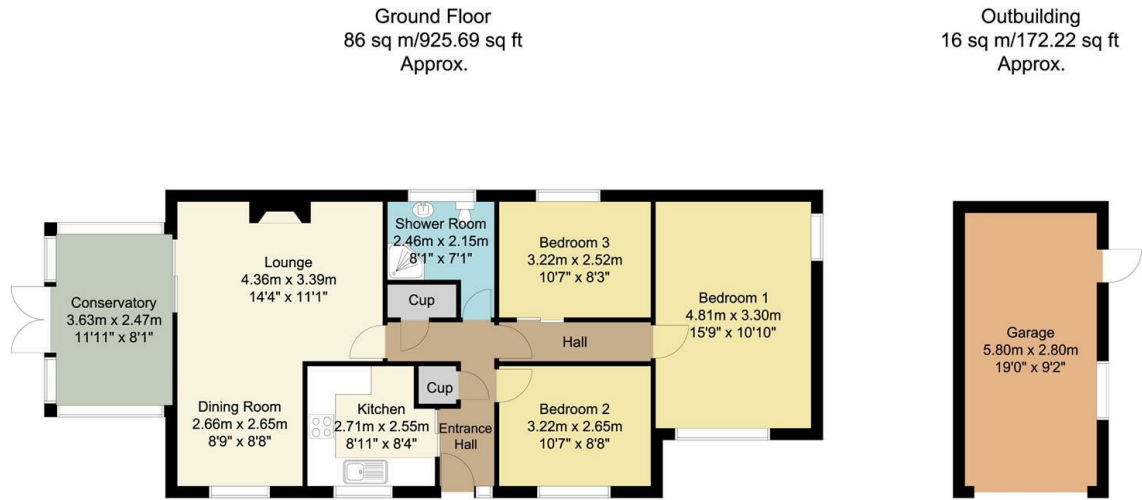 Ground Floor
86 sq m/925.69 sq ft
Approx.
Outbuilding
16 sq m/172.22 sq ft
Approx.
Shower Room
2.46m x 2.15m
8'1" x 7'1"
Bedroom 3
3.22m x 2.52m
10'7" x 8'3"
Lounge
4.36m x 3.39m
14'4" x 11'1"
Conservatory
3.63m x 2.47m
11'11" x 8'1"
Cup
Bedroom 1
4.81m x 3.30m
15'9" x 10'10"
Hall
Garage
5.80m x 2.80m
19'0" x 9'2"
Cup
Dining Room
2.66m x 2.65m
8'9" x 8'8"
Kitchen
2.71m x 2.55m
8'11" x 8'4"
Entrance
Hall
Bedroom 2
3.22m x 2.65m
10'7" x 8'8"